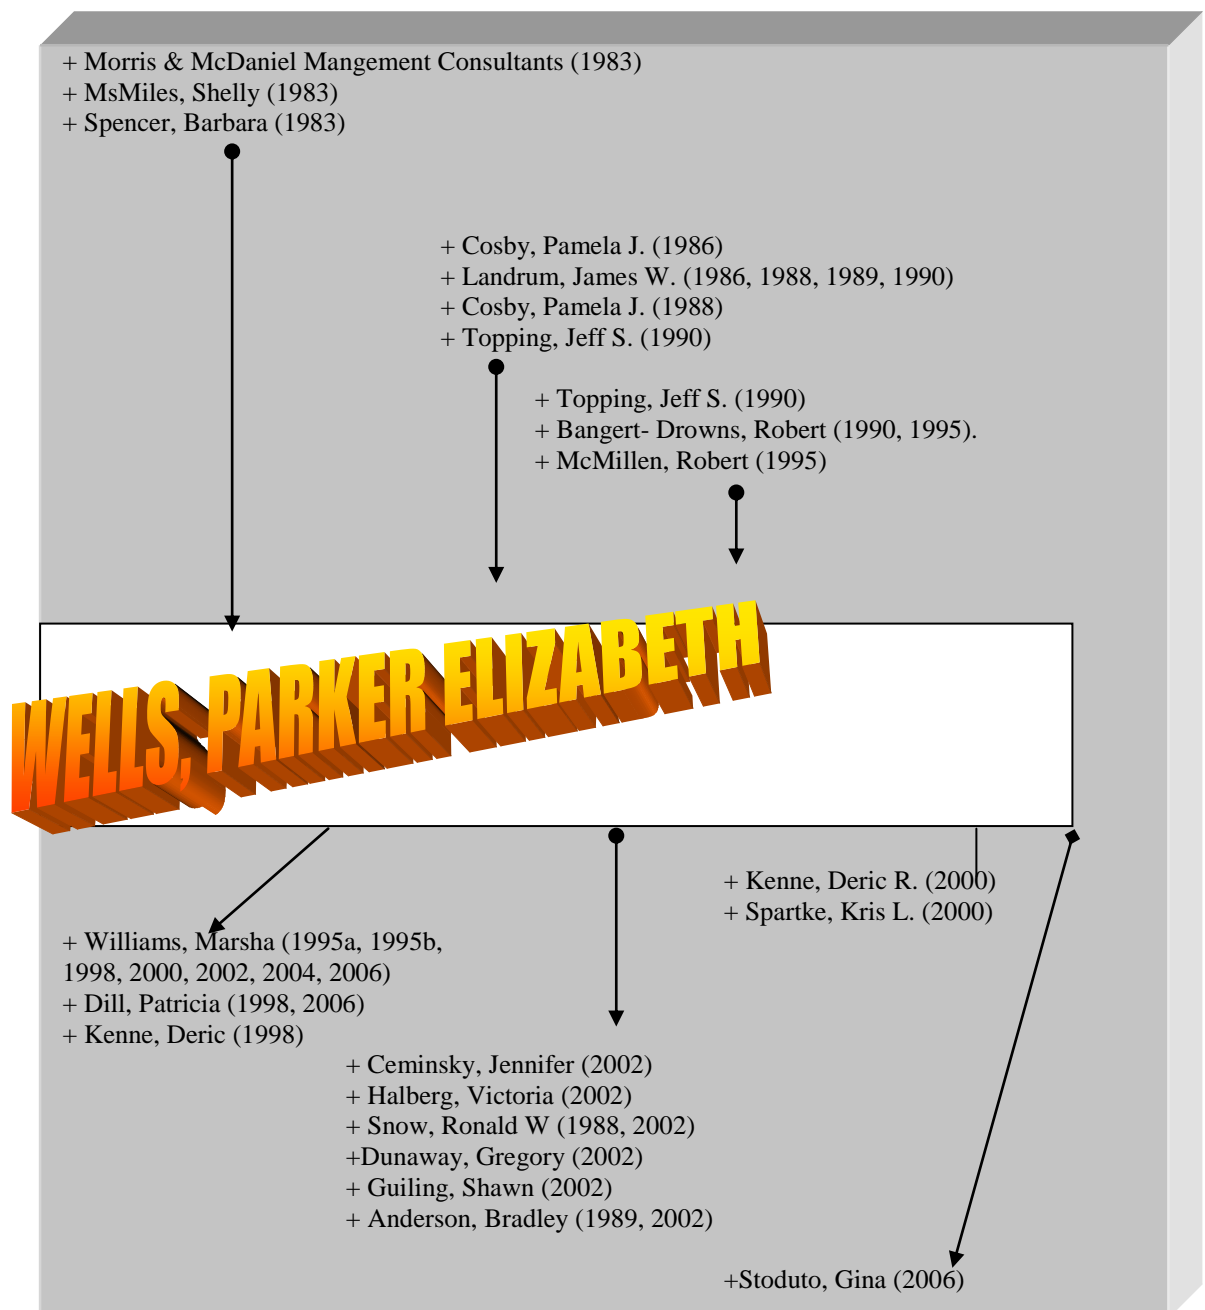 + Morris & McDaniel Mangement Consultants (1983)
+ MsMiles, Shelly (1983)
+ Spencer, Barbara (1983)
+ Cosby, Pamela J. (1986)
+ Landrum, James W. (1986, 1988, 1989, 1990)
+ Cosby, Pamela J. (1988)
+ Topping, Jeff S. (1990)
+ Topping, Jeff S. (1990)
+ Bangert- Drowns, Robert (1990, 1995).
+ McMillen, Robert (1995)
WELLS, PARKER ELIZABETH
+ Kenne, Deric R. (2000)
+ Spartke, Kris L. (2000)
+ Williams, Marsha (1995a, 1995b,
1998, 2000, 2002, 2004, 2006)
+ Dill, Patricia (1998, 2006)
+ Kenne, Deric (1998)
+ Ceminsky, Jennifer (2002)
+ Halberg, Victoria (2002)
+ Snow, Ronald W (1988, 2002)
+Dunaway, Gregory (2002)
+ Guiling, Shawn (2002)
+ Anderson, Bradley (1989, 2002)
+Stoduto, Gina (2006)